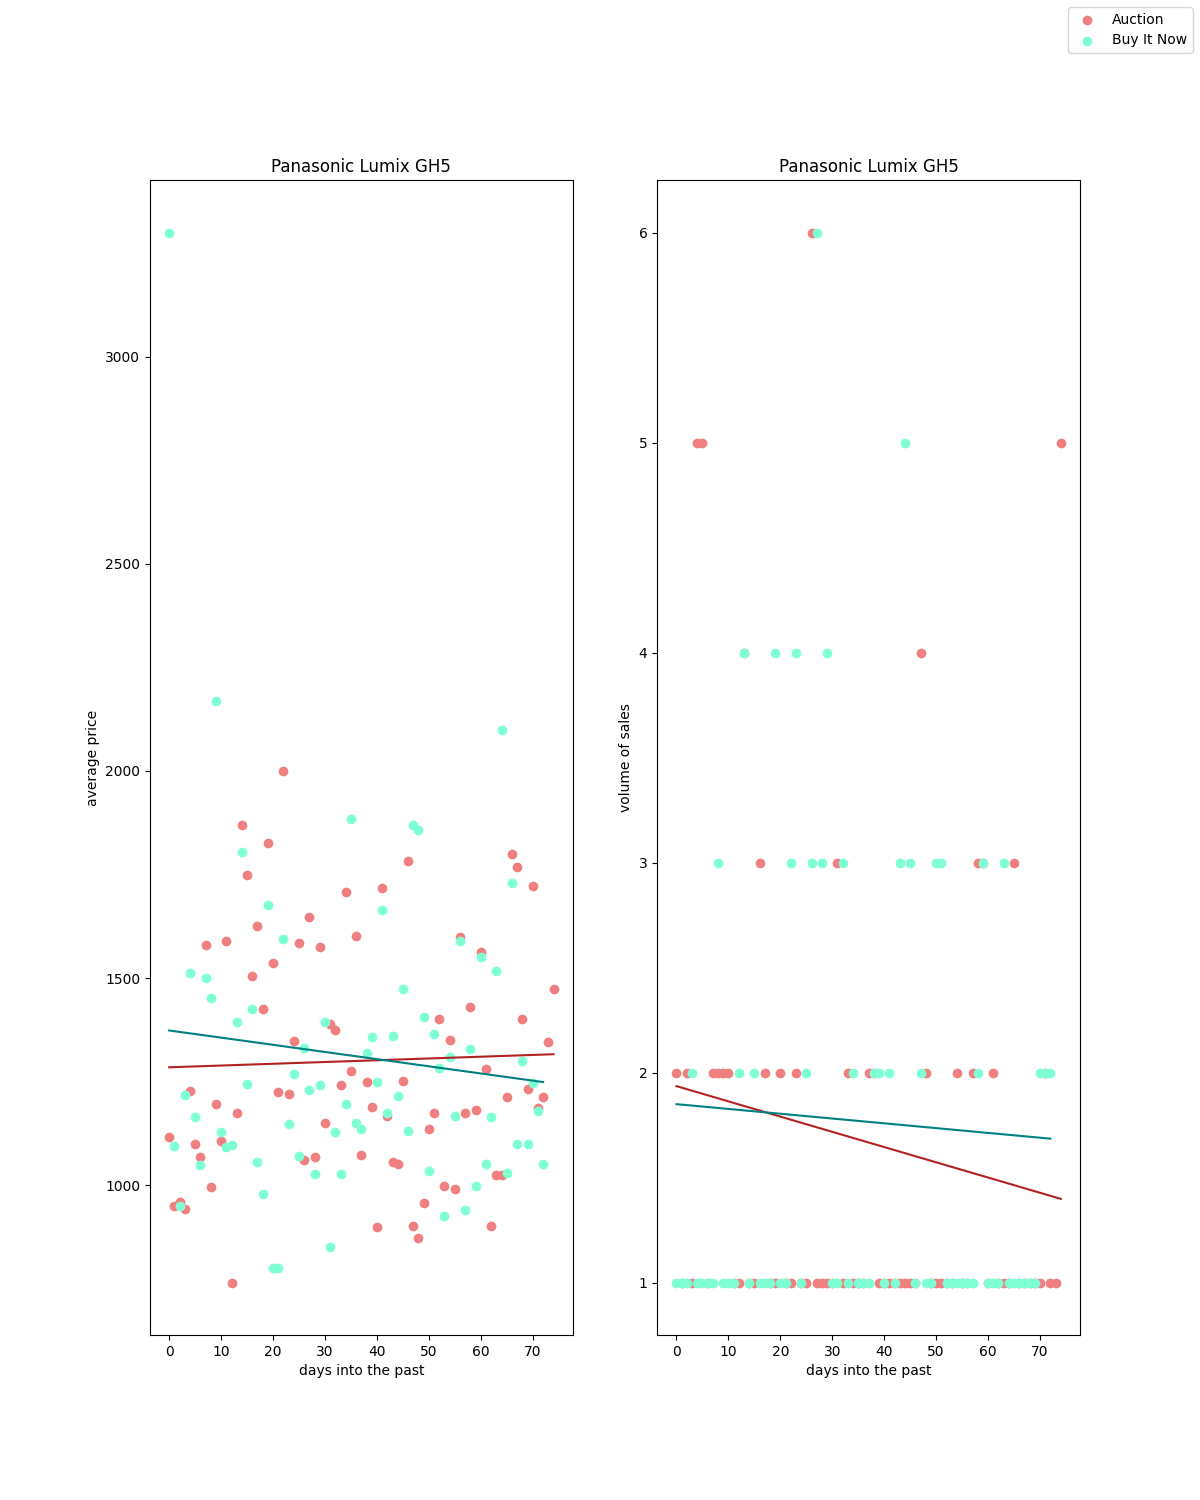 Auction
Buy It Now
Panasonic Lumix GH5
average price
3000
2500
2000
1500
1000
0 10 20 30 40 50 60 70
days into the past
Panasonic Lumix GH5
volume of sales
6
5
4
3
2
1
0 10 20 30 40 50 60 70
days into the past